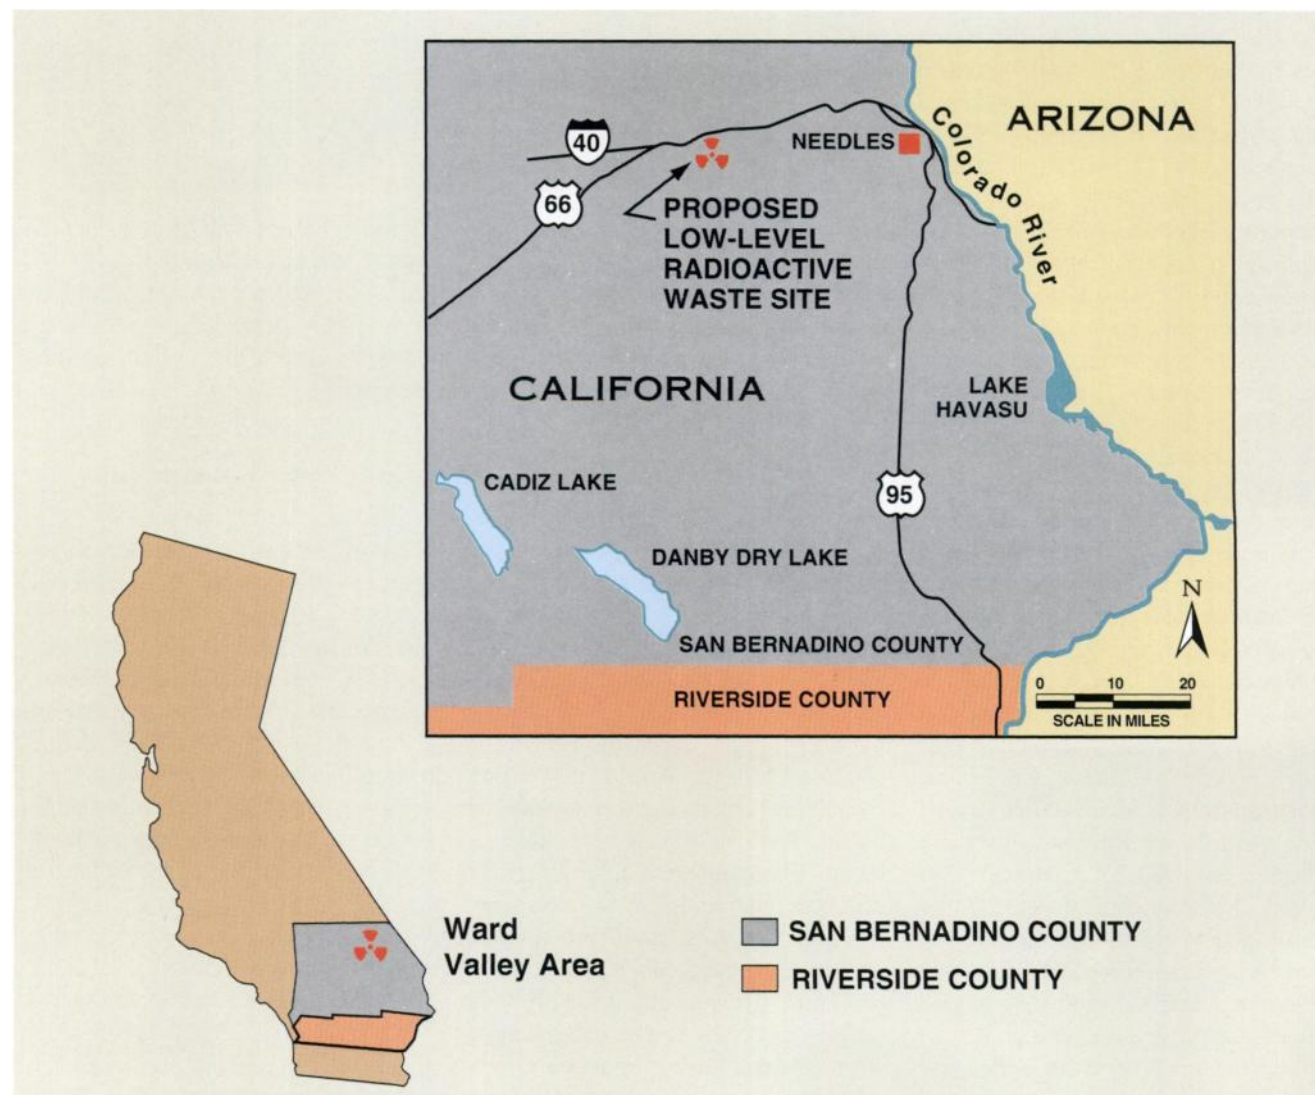 ARIZONA
Colorado River
40
NEEDLES
66
PROPOSED
LOW-LEVEL
RADIOACTIVE
WASTE SITE
CALIFORNIA
LAKE
HAVASU
CADIZ LAKE
95
DANBY DRY LAKE
N
SAN BERNADINO COUNTY
RIVERSIDE COUNTY
0 10 20
SCALE IN MILES
Ward
Valley Area
SAN BERNADINO COUNTY
RIVERSIDE COUNTY